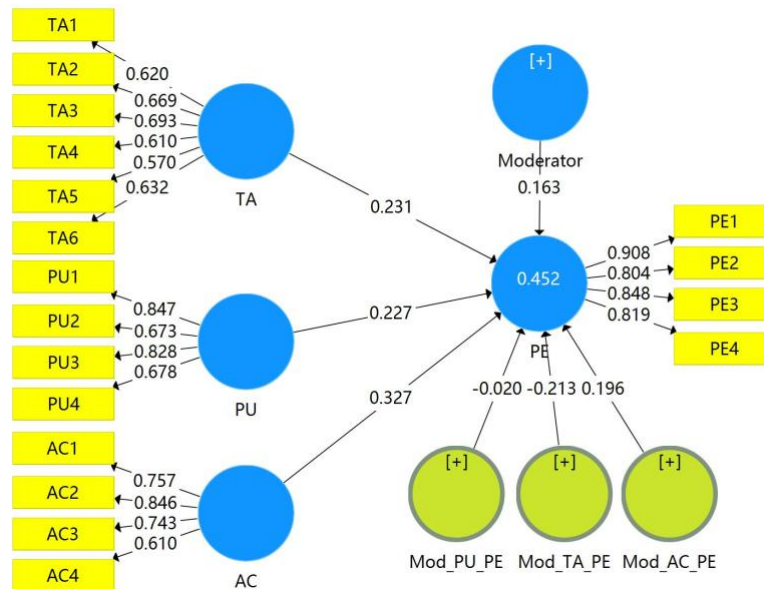 TA1
TA2
TA3
TA4
TA5
TA6
0.620
0.669
0.693
0.610
0.570
0.632
TA
PU1
PU2
PU3
PU4
0.847
0.673
0.828
0.678
PU
AC1
AC2
AC3
AC4
0.757
0.846
0.743
0.610
AC
0.231
0.227
0.327
[+]
Moderator
0.163
0.452
PE
0.908
0.804
0.848
0.819
PE1
PE2
PE3
PE4
-0.020 -0.213 0.196
[+] [+] [+]
Mod_PU_PE Mod_TA_PE Mod_AC_PE